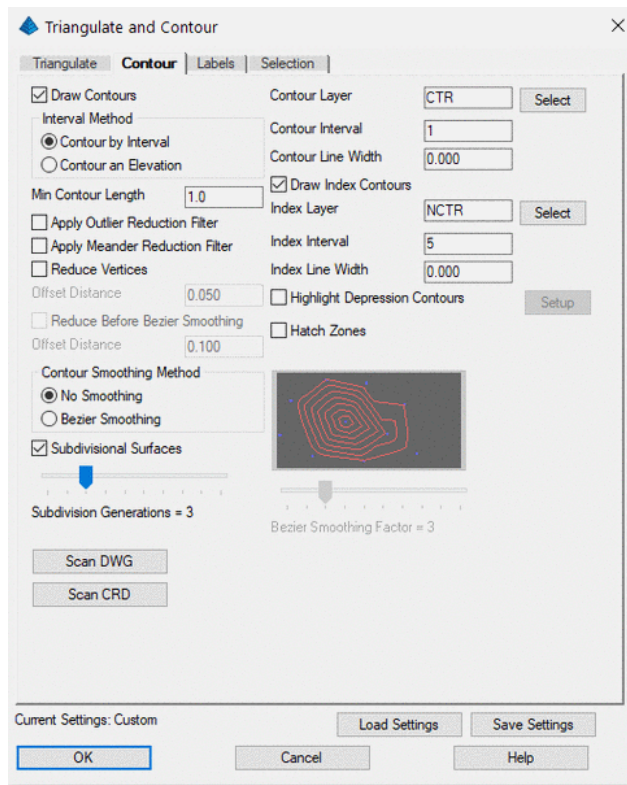 Triangulate and Contour
Triangulate Contour Labels Selection
Draw Contours
Interval Method
Contour by Interval
Contour an Elevation
Min Contour Length 1.0
Apply Outlier Reduction Filter
Apply Meander Reduction Filter
Reduce Vertices
Offset Distance 0.050
Reduce Before Bezier Smoothing
Offset Distance 0.100
Contour Smoothing Method
No Smoothing
Bezier Smoothing
Subdivisional Surfaces
Subdivision Generations = 3
Scan DWG
Scan CRD
Contour Layer CTR Select
Contour Interval 1
Contour Line Width 0.000
Draw Index Contours
Index Layer NCTR Select
Index Interval 5
Index Line Width 0.000
Highlight Depression Contours Setup
Hatch Zones
Bezier Smoothing Factor = 3
Current Settings: Custom Load Settings Save Settings
OK Cancel Help